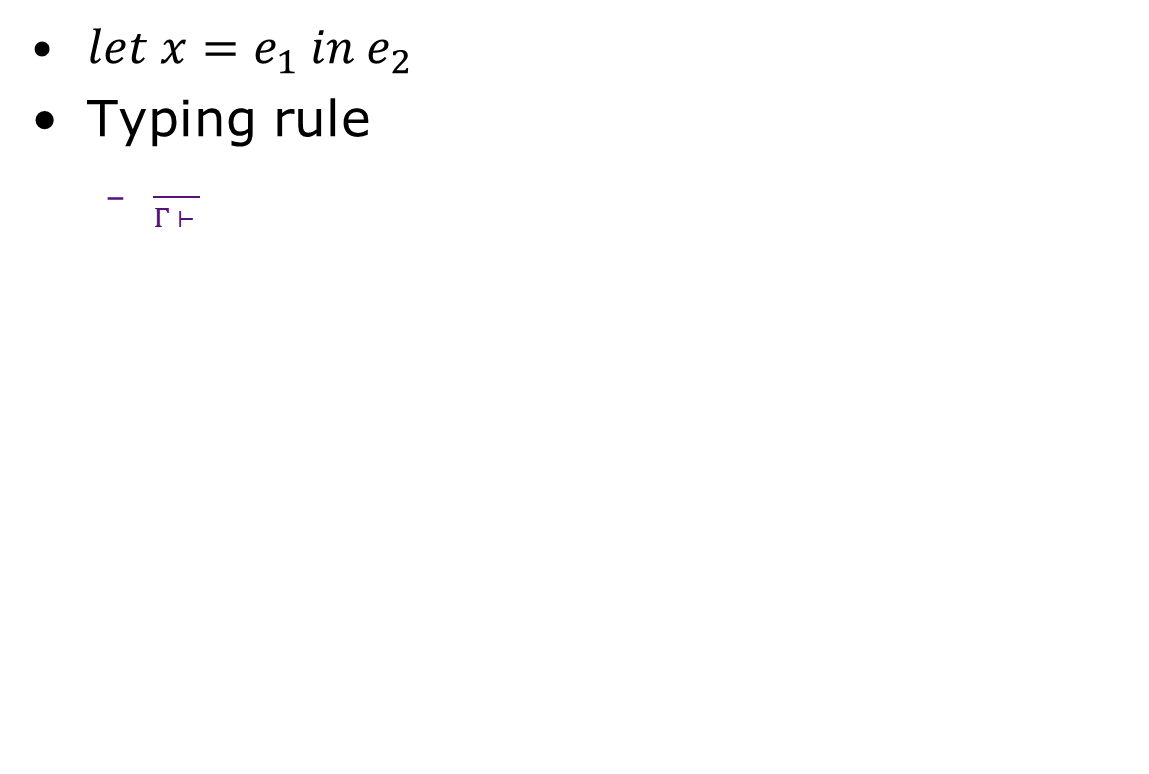 • let x = e₁ in e₂
• Typing rule
– Γ ⊢